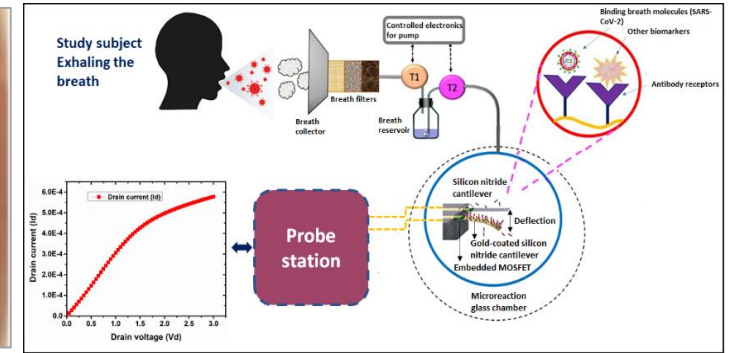 Study subject
Exhaling the
breath
Breath
collector
Breath filters
Controlled electronics
for pump
T1
T2
Breath
reservoir
Binding breath molecules (SARS-
CoV-2)
Other biomarkers
Antibody receptors
Silicon nitride
cantilever
Deflection
Gold-coated silicon
nitride cantilever
Embedded MOSFET
Microreaction
glass chamber
Probe
station
Drain current (Id)
6.0E-4
5.0E-4
4.0E-4
3.0E-4
2.0E-4
1.0E-4
0.0
Drain current (Id)
0.0 0.5 1.0 1.5 2.0 2.5 3.0
Drain voltage (Vd)